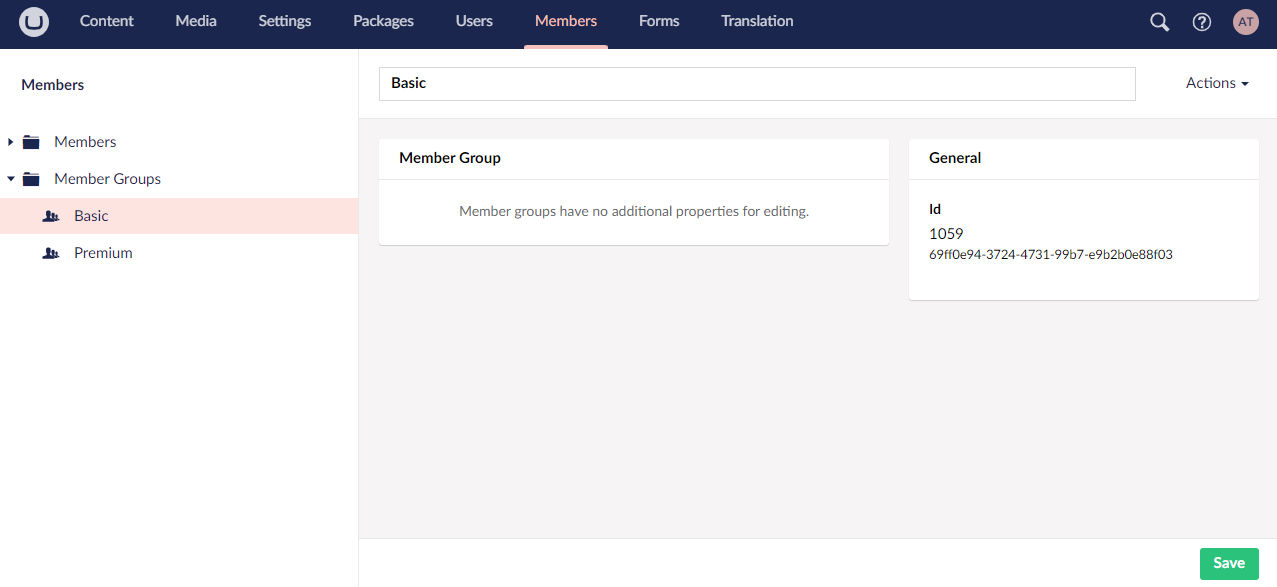 Content Media Settings Packages Users Members Forms Translation AT
Members
Basic
Actions
Members
Member Groups
Basic
Premium
Member Group
Member groups have no additional properties for editing.
General
Id
1059
69ff0e94-3724-4731-99b7-e9b2b0e88f03
Save